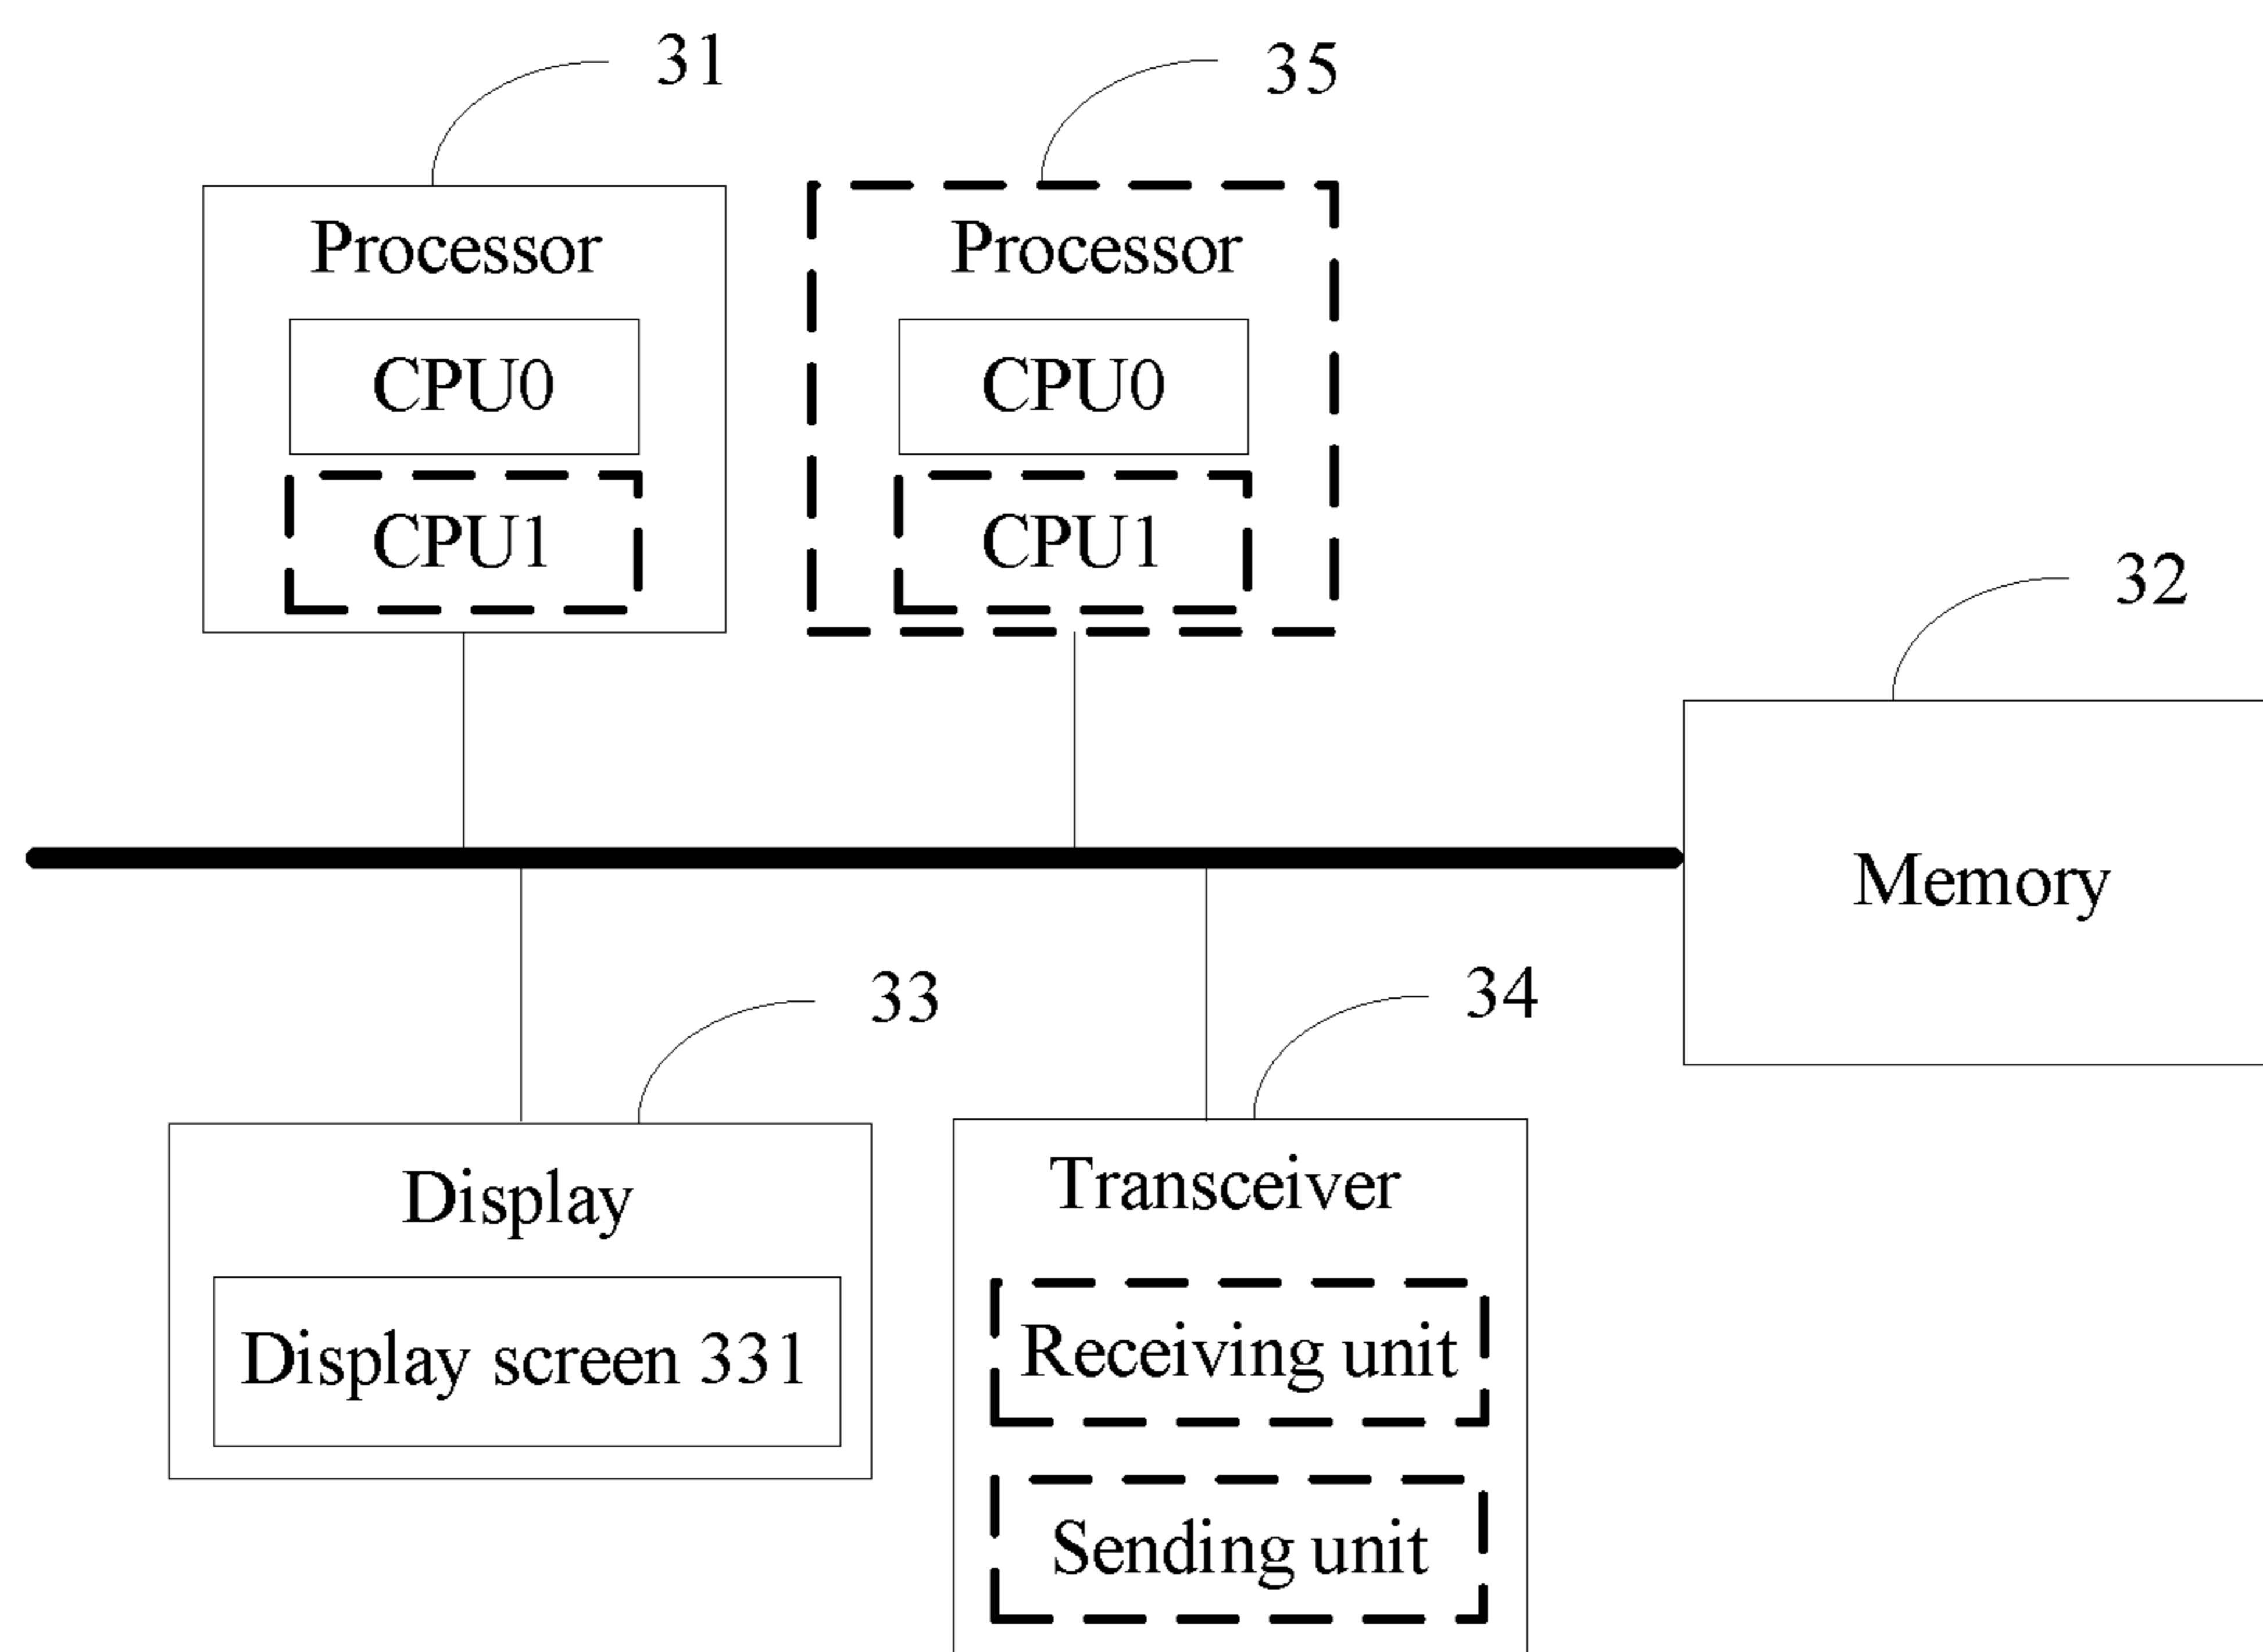 31
35
Processor
Processor
CPU0
CPU0
CPU1
CPU1
32
Memory
33
34
Display
Transceiver
Display screen 331
Receiving unit
Sending unit